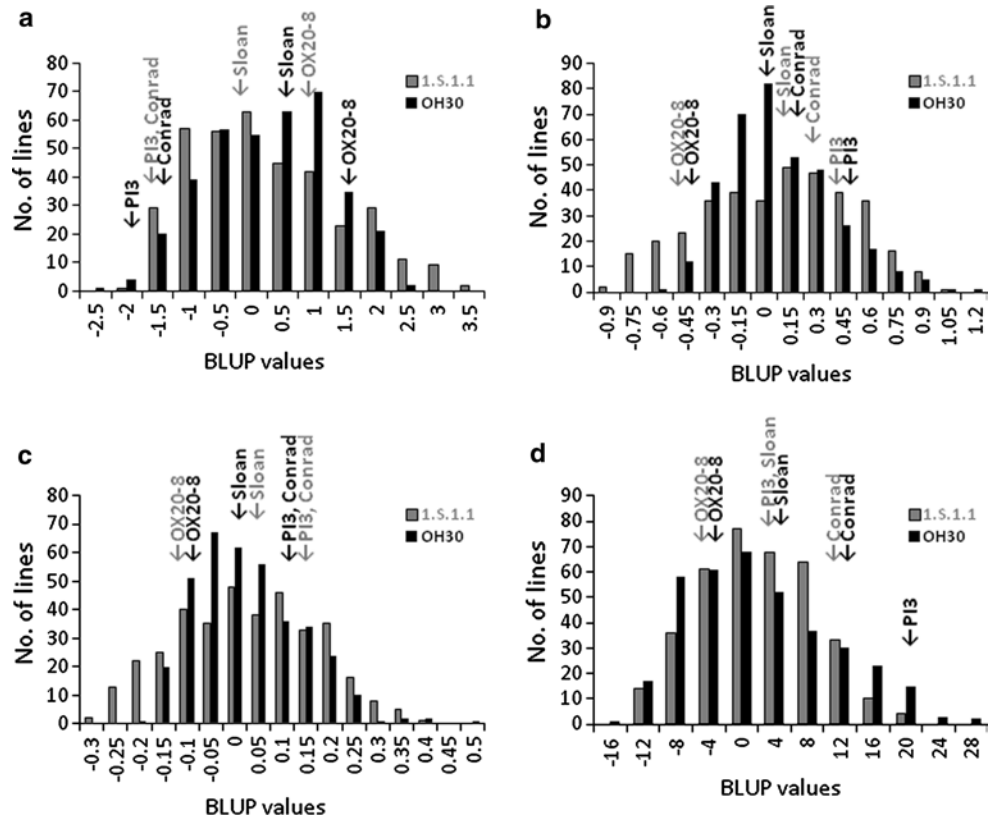 a
←PI3, Conrad
←Conrad
←PI3
←Sloan
←Sloan
←OX20-8
←OX20-8
1.S.1.1
OH30
No. of lines
80
70
60
50
40
30
20
10
0
-2.5 -2 -1.5 -1 -0.5 0 0.5 1 1.5 2 2.5 3 3.5
BLUP values
b
←OX20-8
←OX20-8
←Sloan
←Sloan
←Conrad
←Conrad
←PI3
←PI3
1.S.1.1
OH30
No. of lines
90
80
70
60
50
40
30
20
10
0
-0.9 -0.75 -0.6 -0.45 -0.3 -0.15 0 0.15 0.3 0.45 0.6 0.75 0.9 1.05 1.2
BLUP values
c
←OX20-8
←OX20-8
←Sloan
←Sloan
←PI3, Conrad
←PI3, Conrad
1.S.1.1
OH30
No. of lines
80
70
60
50
40
30
20
10
0
-0.3 -0.25 -0.2 -0.15 -0.1 -0.05 0 0.05 0.1 0.15 0.2 0.25 0.3 0.35 0.4 0.45 0.5
BLUP values
d
←OX20-8
←OX20-8
←PI3, Sloan
←Sloan
←Conrad
←Conrad
←PI3
1.S.1.1
OH30
No. of lines
90
80
70
60
50
40
30
20
10
0
-16 -12 -8 -4 0 4 8 12 16 20 24 28
BLUP values